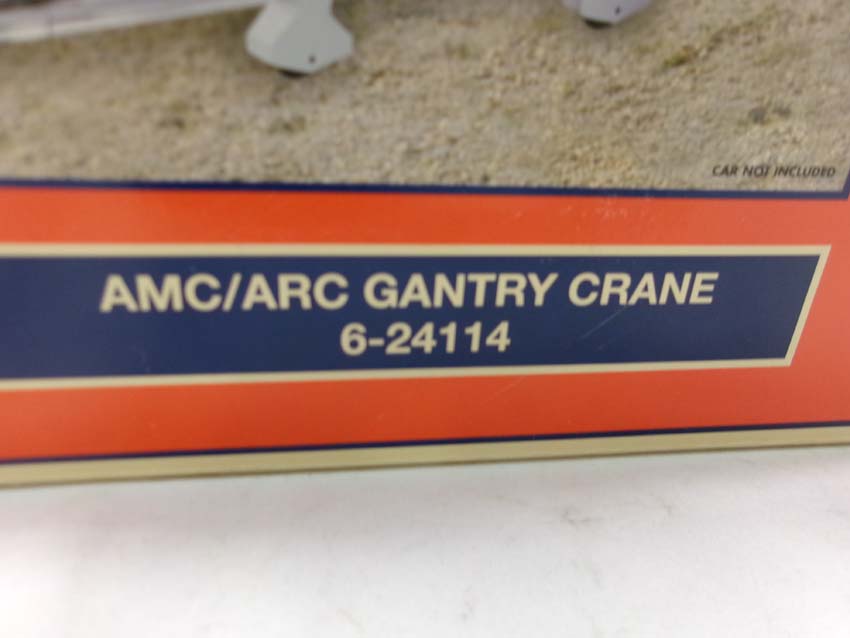 CAR NOT INCLUDED
AMC/ARC GANTRY CRANE
6-24114